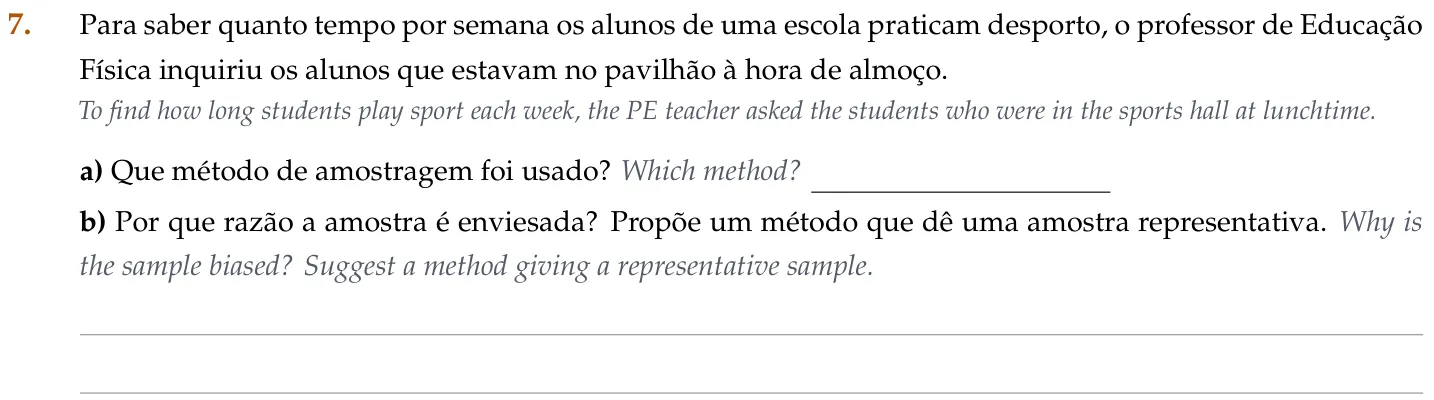 7. Para saber quanto tempo por semana os alunos de uma escola praticam desporto, o professor de Educação
Física inquiriu os alunos que estavam no pavilhão à hora de almoço.
To find how long students play sport each week, the PE teacher asked the students who were in the sports hall at lunchtime.
a) Que método de amostragem foi usado? Which method?
b) Por que razão a amostra é enviesada? Propõe um método que dê uma amostra representativa. Why is
the sample biased? Suggest a method giving a representative sample.